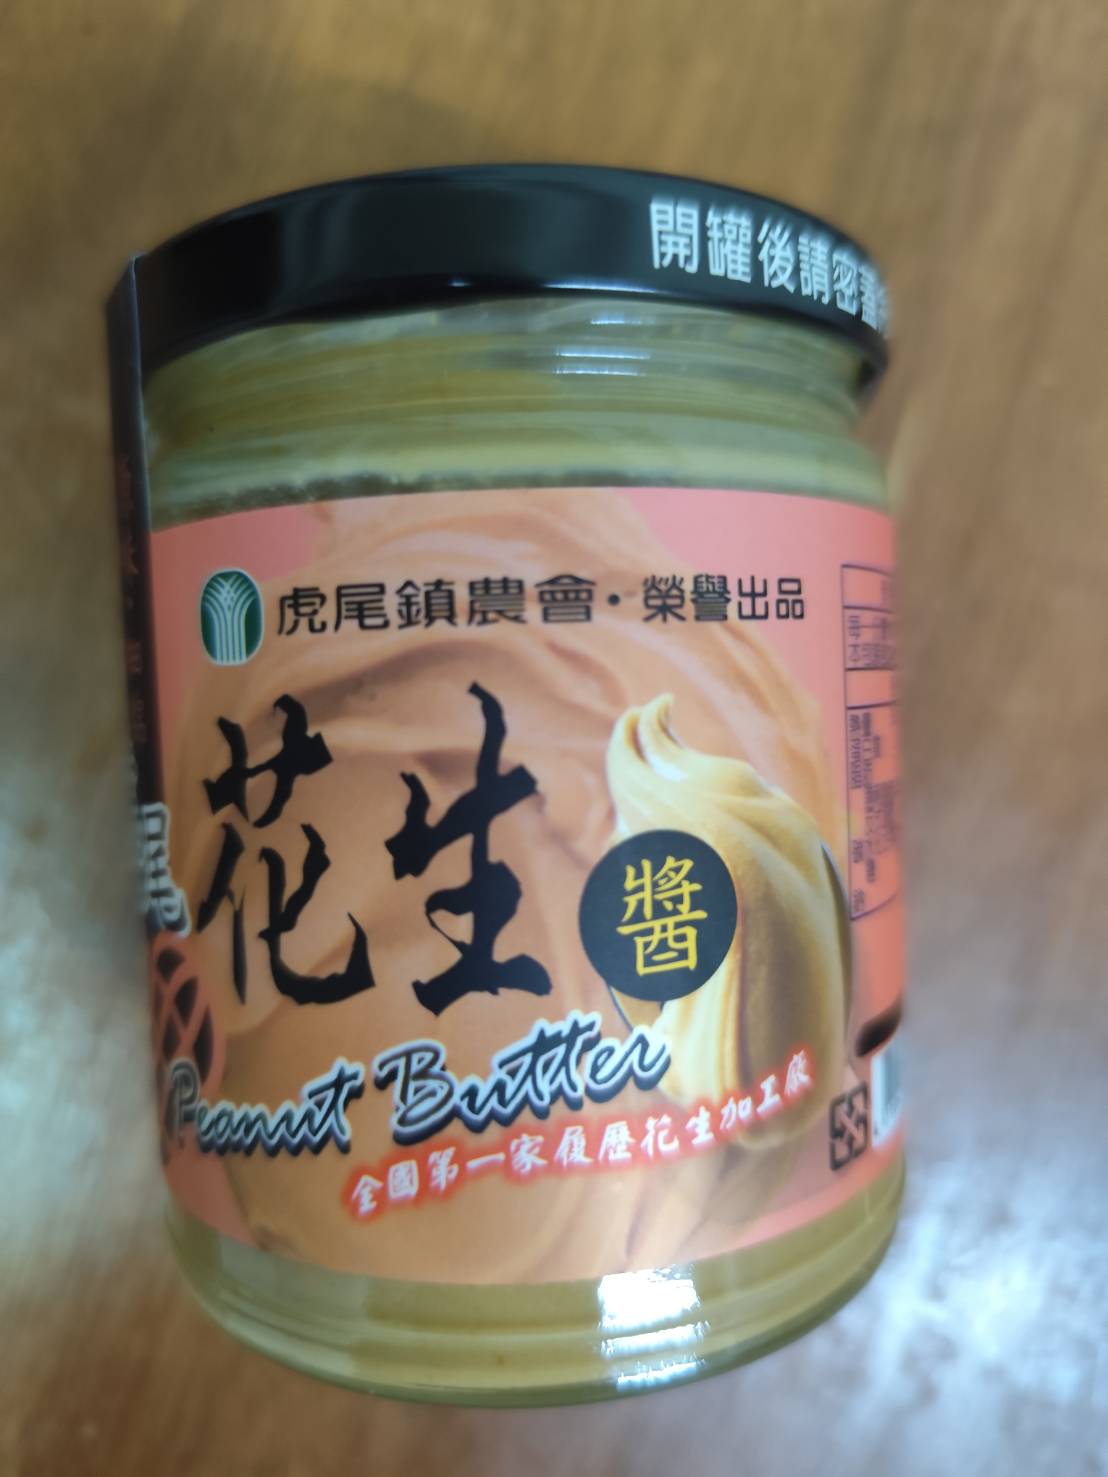 開罐後請密蓋
虎尾鎮農會·榮譽出品
花生
醬
Peanut Butter
全國第一家履歷花生加工廠